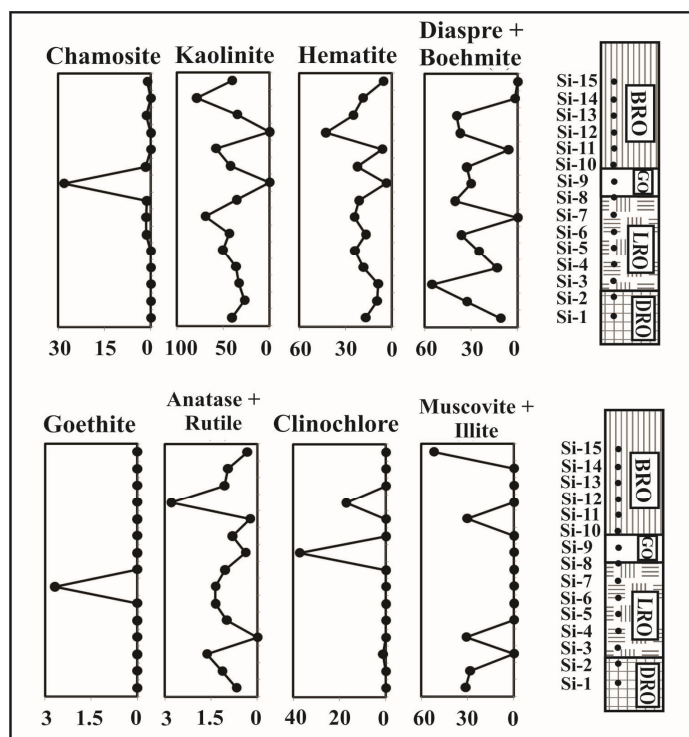 Chamosite
Kaolinite
Hematite
Diaspre +
Boehmite
Si-15
Si-14
Si-13
Si-12
Si-11
Si-10
Si-9
Si-8
Si-7
Si-6
Si-5
Si-4
Si-3
Si-2
Si-1
BRO
GO
LRO
DRO
30 15 0
100 50 0
60 30 0
60 30 0
Goethite
Anatase +
Rutile
Clinochlore
Muscovite +
Illite
Si-15
Si-14
Si-13
Si-12
Si-11
Si-10
Si-9
Si-8
Si-7
Si-6
Si-5
Si-4
Si-3
Si-2
Si-1
BRO
GO
LRO
DRO
3 1.5 0
3 1.5 0
40 20 0
60 30 0